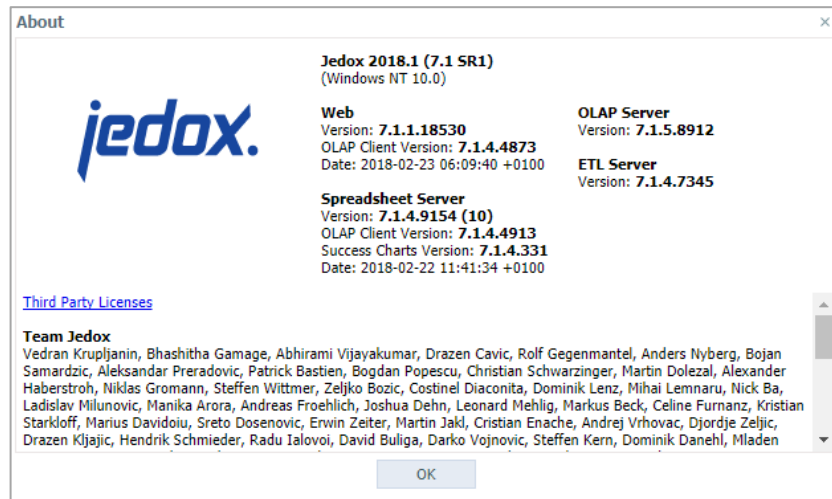 About
jedox.
Jedox 2018.1 (7.1 SR1)
(Windows NT 10.0)
Web
Version: 7.1.1.18530
OLAP Client Version: 7.1.4.4873
Date: 2018-02-23 06:09:40 +0100
Spreadsheet Server
Version: 7.1.4.9154 (10)
OLAP Client Version: 7.1.4.4913
Success Charts Version: 7.1.4.331
Date: 2018-02-22 11:41:34 +0100
OLAP Server
Version: 7.1.5.8912
ETL Server
Version: 7.1.4.7345
Third Party Licenses
Team Jedox
Vedran Krupljanin, Bhashitha Gamage, Abhirami Vijayakumar, Drazen Cavic, Rolf Gegenmantel, Anders Nyberg, Bojan
Samardzic, Aleksandar Preradovic, Patrick Bastien, Bogdan Popescu, Christian Schwarzinger, Martin Dolezal, Alexander
Haberstroh, Niklas Gromann, Steffen Wittmer, Zeljko Bozic, Costinel Diaconita, Dominik Lenz, Mihai Lemnaru, Nick Ba,
Ladislav Milunovic, Manika Arora, Andreas Froehlich, Joshua Dehn, Leonard Mehlig, Markus Beck, Celine Furnanz, Kristian
Starkloff, Marius Davidoiu, Sreto Dosenovic, Erwin Zeiter, Martin Jakl, Cristian Enache, Andrej Vrhovac, Djordje Zeljic,
Drazen Kljajic, Hendrik Schmieder, Radu Ialovoi, David Buliga, Darko Vojnovic, Steffen Kern, Dominik Danehl, Mladen
OK